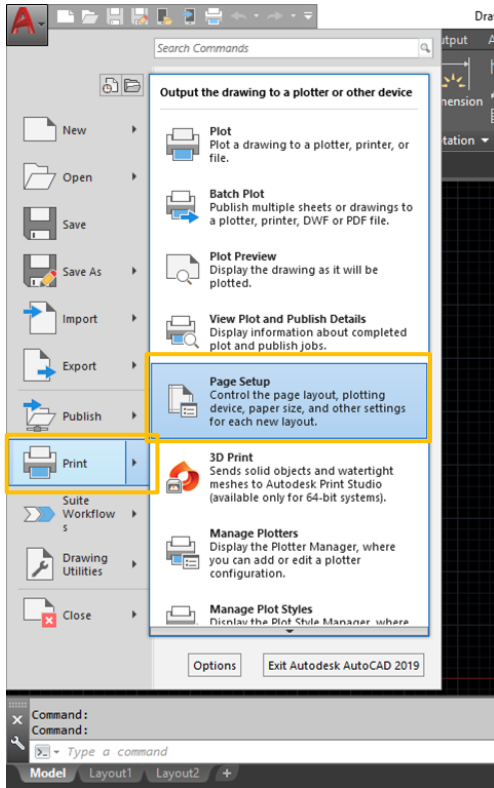 Dra
Search Commands
Output the drawing to a plotter or other device
New
Open
Save
Save As
Import
Export
Publish
Print
Suite
Workflow
s
Drawing
Utilities
Close
Plot
Plot a drawing to a plotter, printer, or
file.
Batch Plot
Publish multiple sheets or drawings to
a plotter, printer, DWF or PDF file.
Plot Preview
Display the drawing as it will be
plotted.
View Plot and Publish Details
Display information about completed
plot and publish jobs.
Page Setup
Control the page layout, plotting
device, paper size, and other settings
for each new layout.
3D Print
Sends solid objects and watertight
meshes to Autodesk Print Studio
(available only for 64-bit systems).
Manage Plotters
Display the Plotter Manager, where
you can add or edit a plotter
configuration.
Manage Plot Styles
Display the Plot Style Manager, where
Options
Exit Autodesk AutoCAD 2019
tput
A
nension
tation
Command:
Command:
Type a command
Model
Layout1
Layout2
+